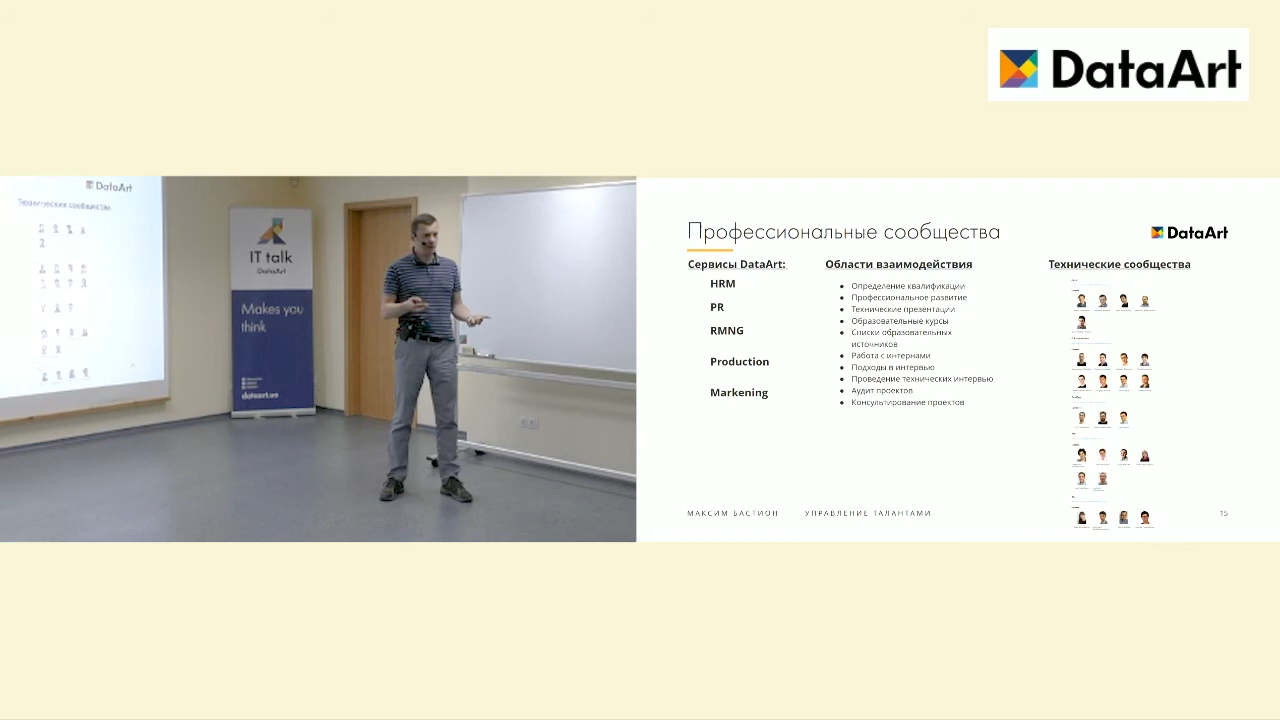 DataArt
DataArt
Технические сообщества
IT talk
DataArt
Makes you
think
dataart.ua
Профессиональные сообщества
DataArt
Сервисы DataArt:
HRM
PR
RMNG
Production
Markening
Области взаимодействия
Определение квалификации
Профессиональное развитие
Технические презентации
Образовательные курсы
Списки образовательных
источников
Работа с интернами
Подходы в интервью
Проведение технических интервью
Аудит проектов
Консультирование проектов
Технические сообщества
МАКСИМ БАСТИОН УПРАВЛЕНИЕ ТАЛАНТАМИ
15